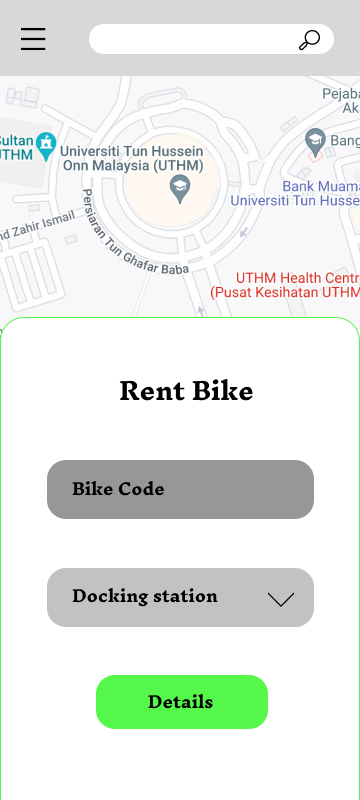 Pejaba
Ak
Sultan
UTHM
Universiti Tun Hussein
Onn Malaysia (UTHM)
Bang
Bank Muama
Universiti Tun Husse
nd Zahir Ismail
Persiaran Tun Ghafar Baba
UTHM Health Centr
(Pusat Kesihatan UTHM
Rent Bike
Bike Code
Docking station
Details